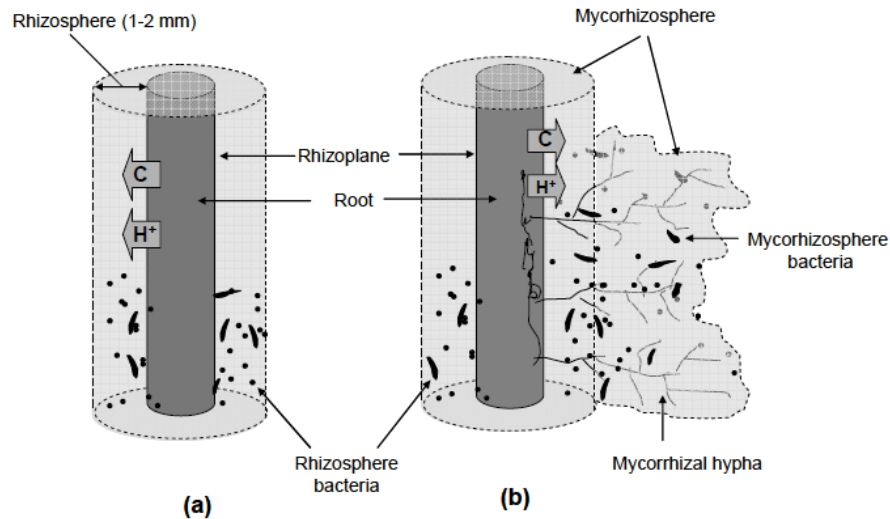 Rhizosphere (1-2 mm)
Mycorhizosphere
C
H+
Rhizoplane
Root
C
H+
Mycorhizosphere
bacteria
Rhizosphere
bacteria
Mycorrhizal hypha
(a)
(b)